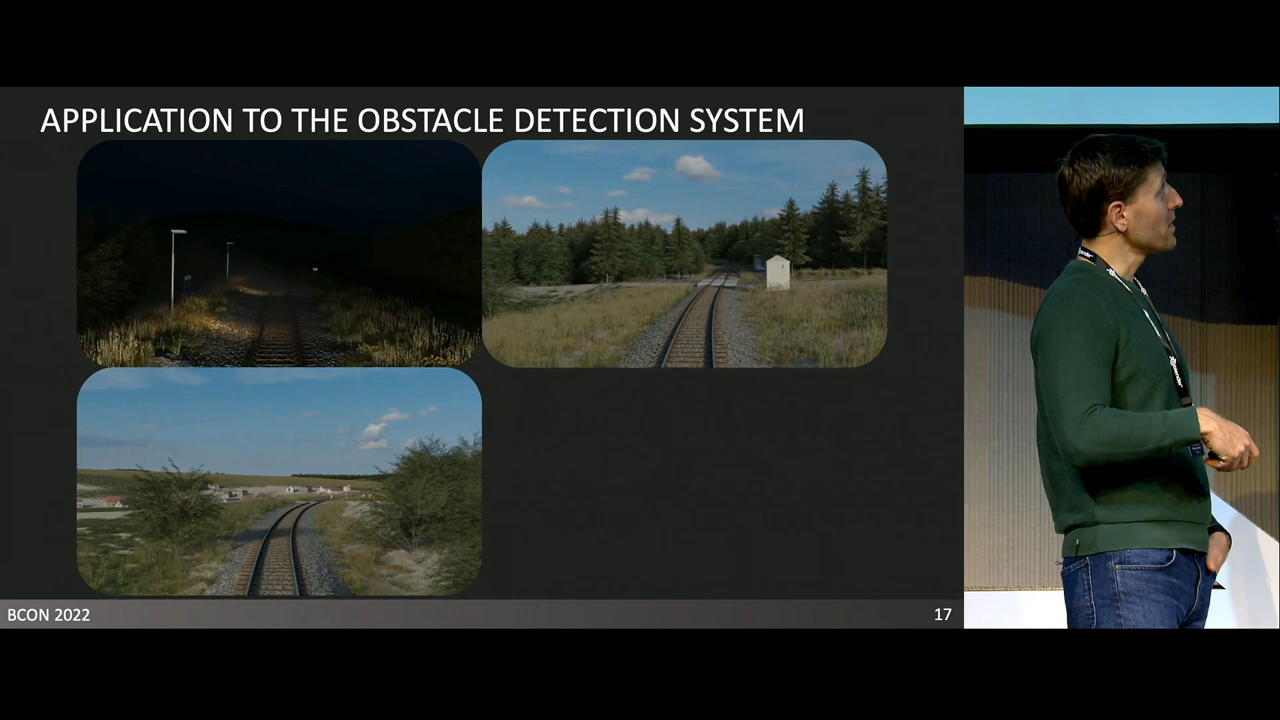 APPLICATION TO THE OBSTACLE DETECTION SYSTEM
BCON 2022
17